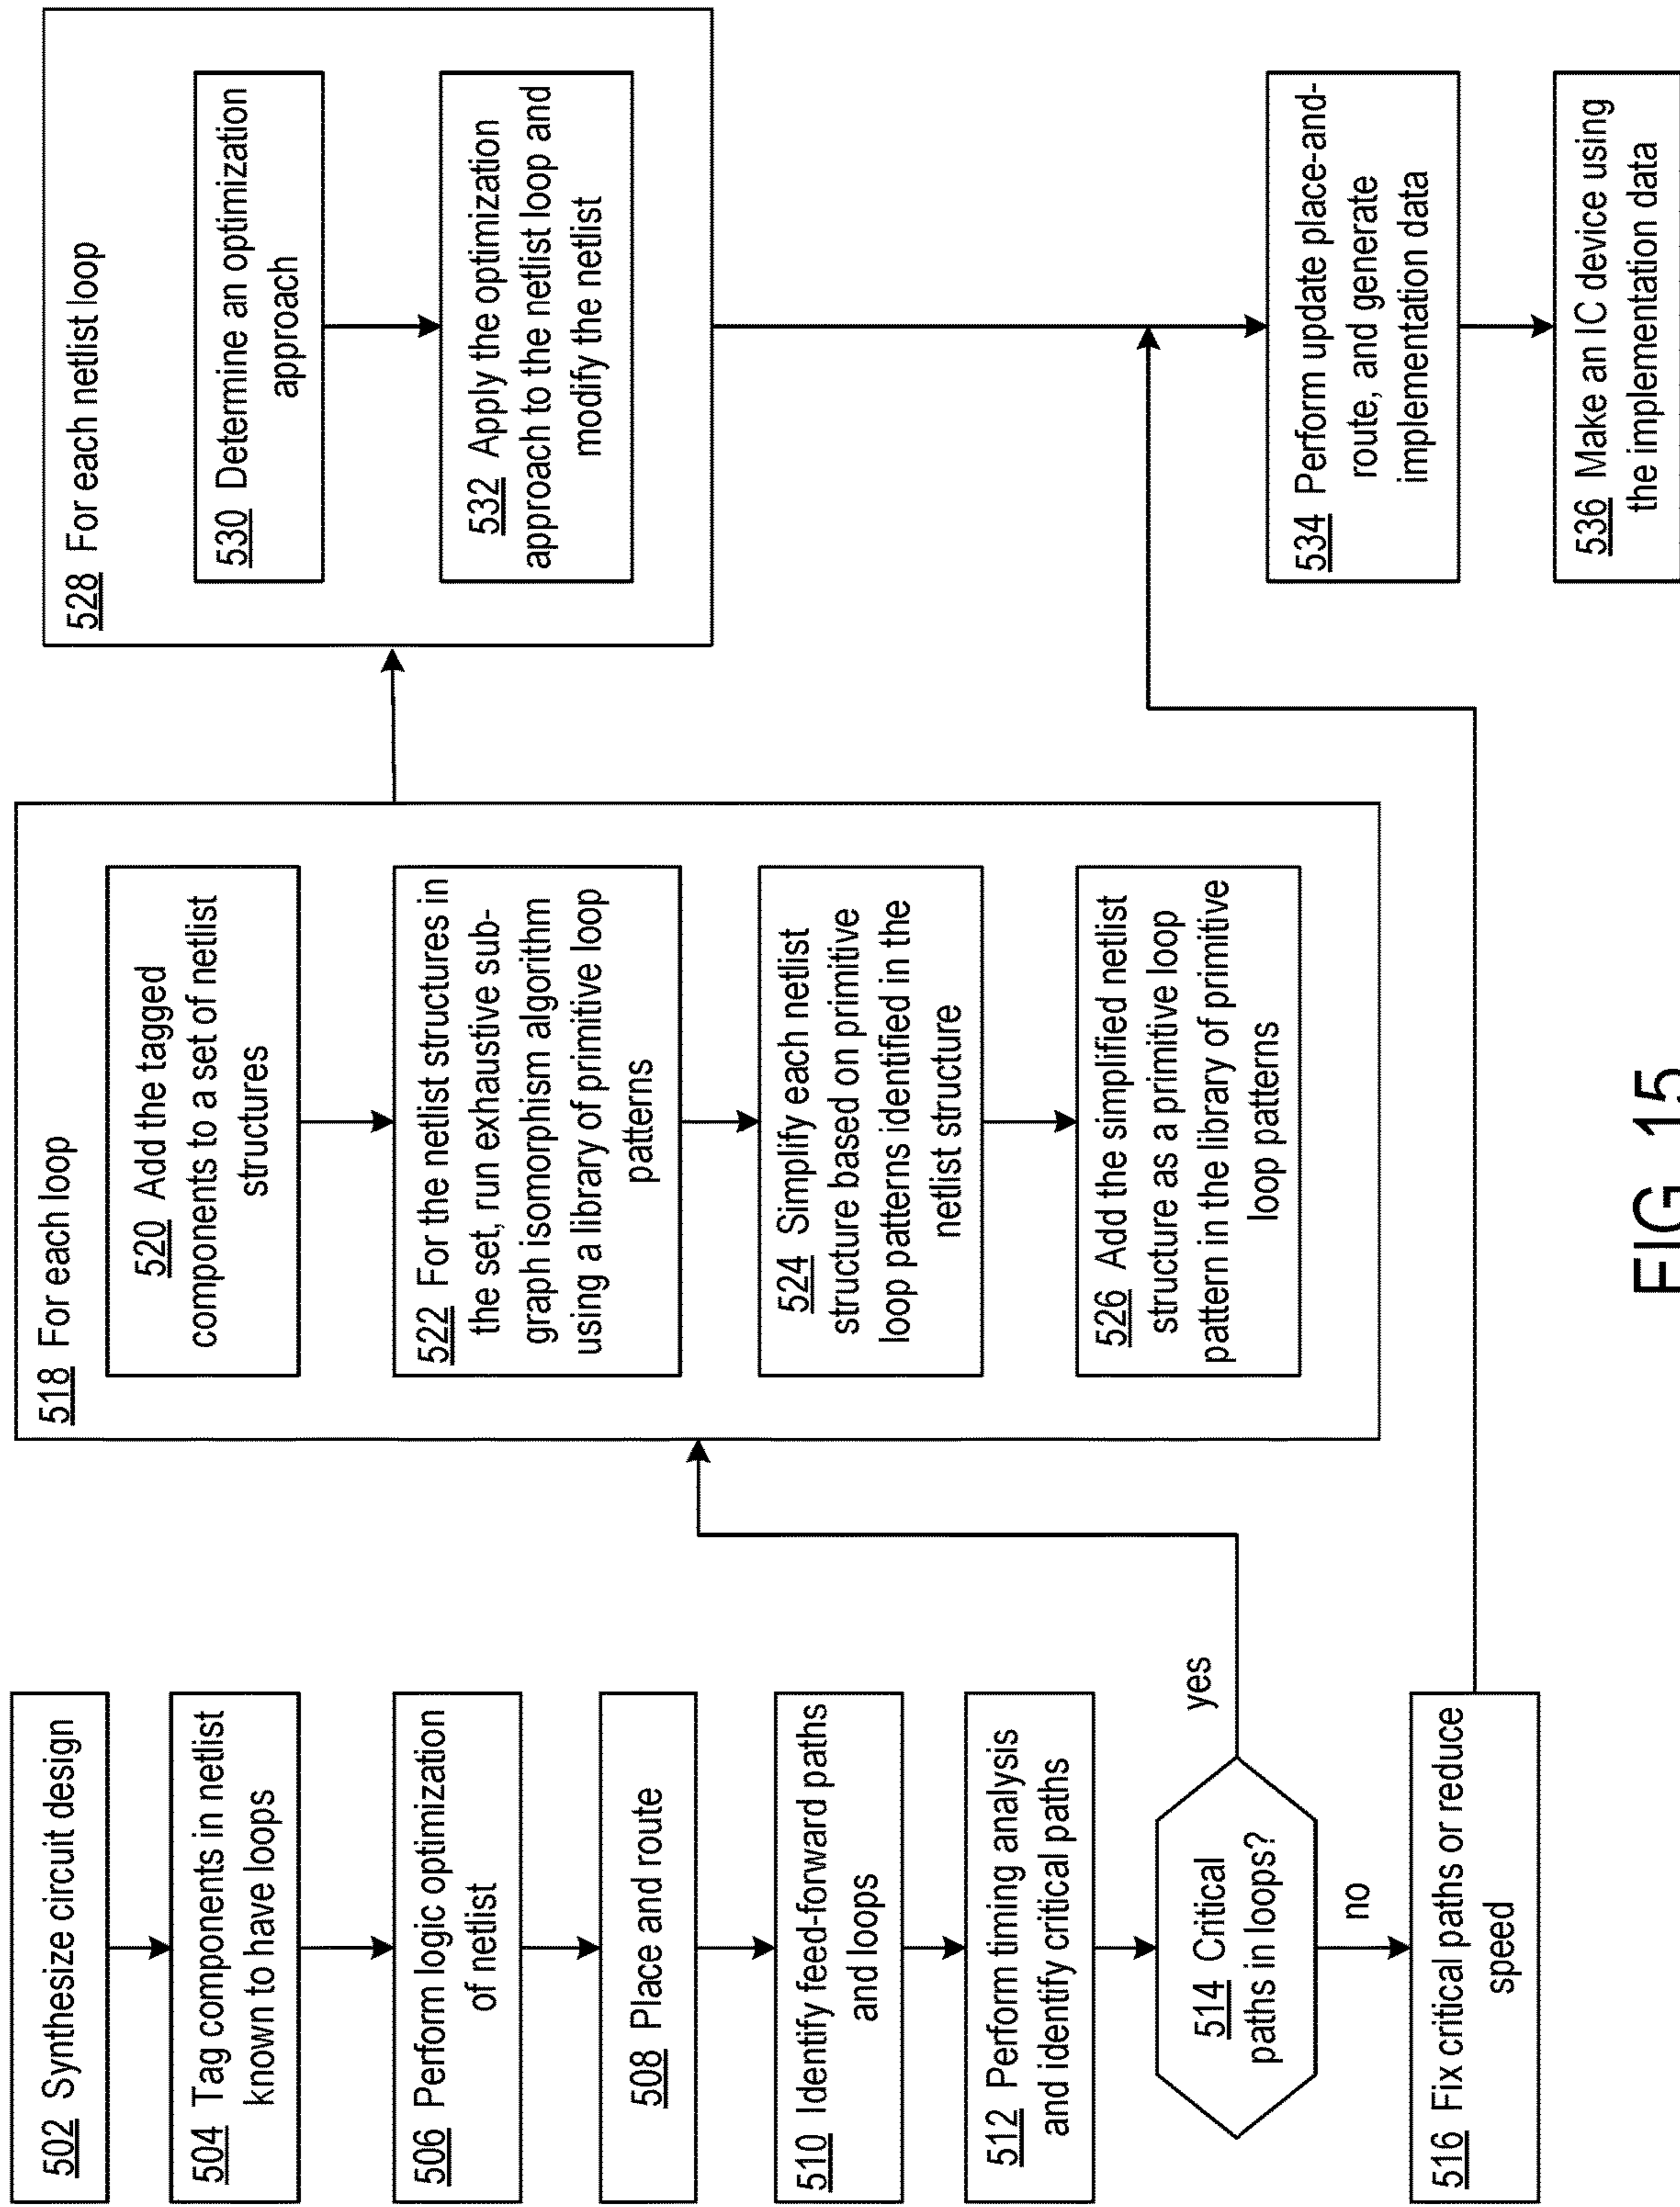 502 Synthesize circuit design
504 Tag components in netlist
known to have loops
506 Perform logic optimization
of netlist
508 Place and route
510 Identify feed-forward paths
and loops
512 Perform timing analysis
and identify critical paths
514 Critical
paths in loops?
yes
no
516 Fix critical paths or reduce
speed
518 For each loop
520 Add the tagged
components to a set of netlist
structures
522 For the netlist structures in
the set, run exhaustive sub-
graph isomorphism algorithm
using a library of primitive loop
patterns
524 Simplify each netlist
structure based on primitive
loop patterns identified in the
netlist structure
526 Add the simplified netlist
structure as a primitive loop
pattern in the library of primitive
loop patterns
528 For each netlist loop
530 Determine an optimization
approach
532 Apply the optimization
approach to the netlist loop and
modify the netlist
534 Perform update place-and-
route, and generate
implementation data
536 Make an IC device using
the implementation data
FIG. 15